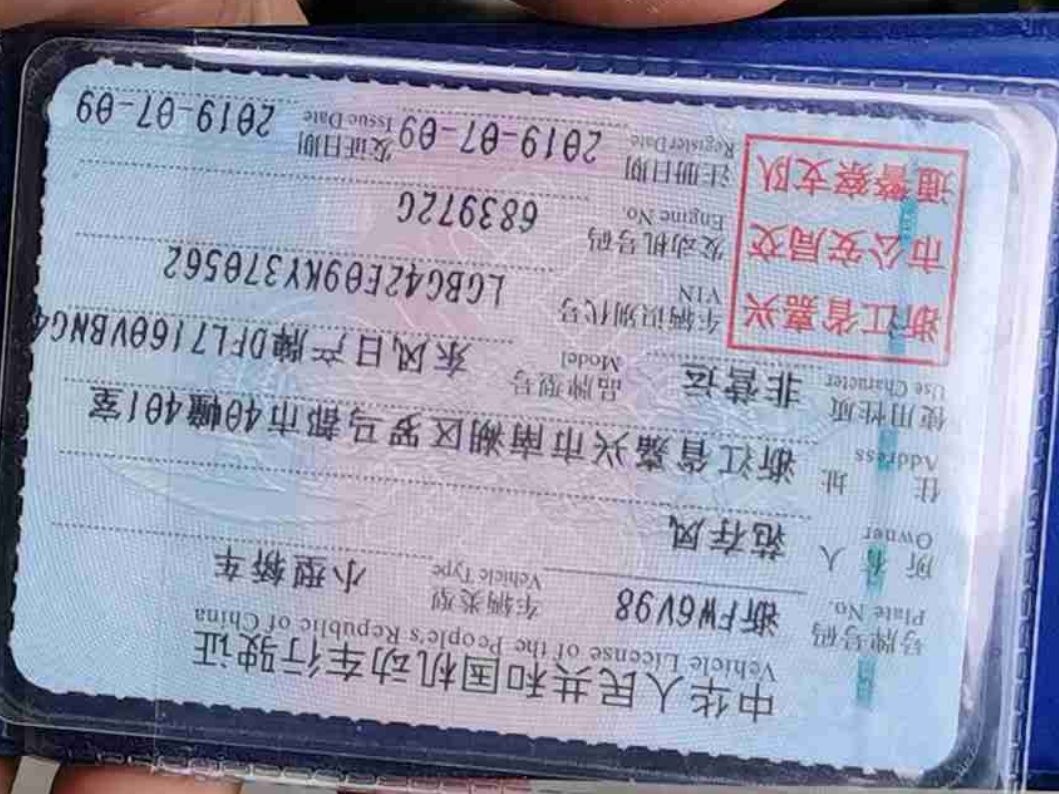 中华人民共和国机动车行驶证
Vehicle License of the People's Republic of China
号牌号码 浙FW6V98 车辆类型 小型轿车
Plate No. Vehicle Type
所有人 范存风
Owner
住址 浙江省嘉兴市南湖区罗马都市40幢401室
Address
使用性质 非营运 品牌型号 东风日产牌DFL7160VBNG4
Use Character Model
浙江省嘉兴
市公安局交
通警察支队
车辆识别代号 LGBG42E09KY370562
VIN
发动机号码 683972G
Engine No.
注册日期 2019-07-09 发证日期 2019-07-09
Register Date Issue Date